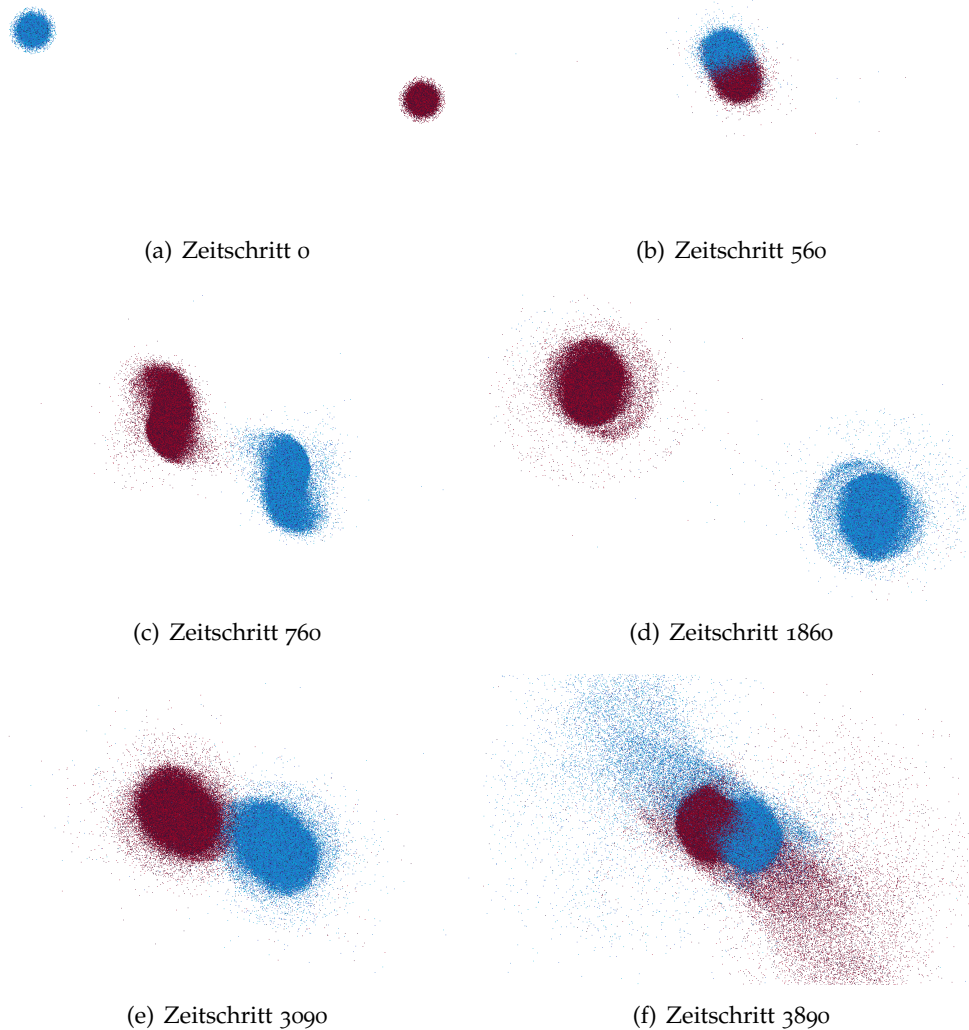 (a) Zeitschritt 0
(b) Zeitschritt 560
(c) Zeitschritt 760
(d) Zeitschritt 1860
(e) Zeitschritt 3090
(f) Zeitschritt 3890